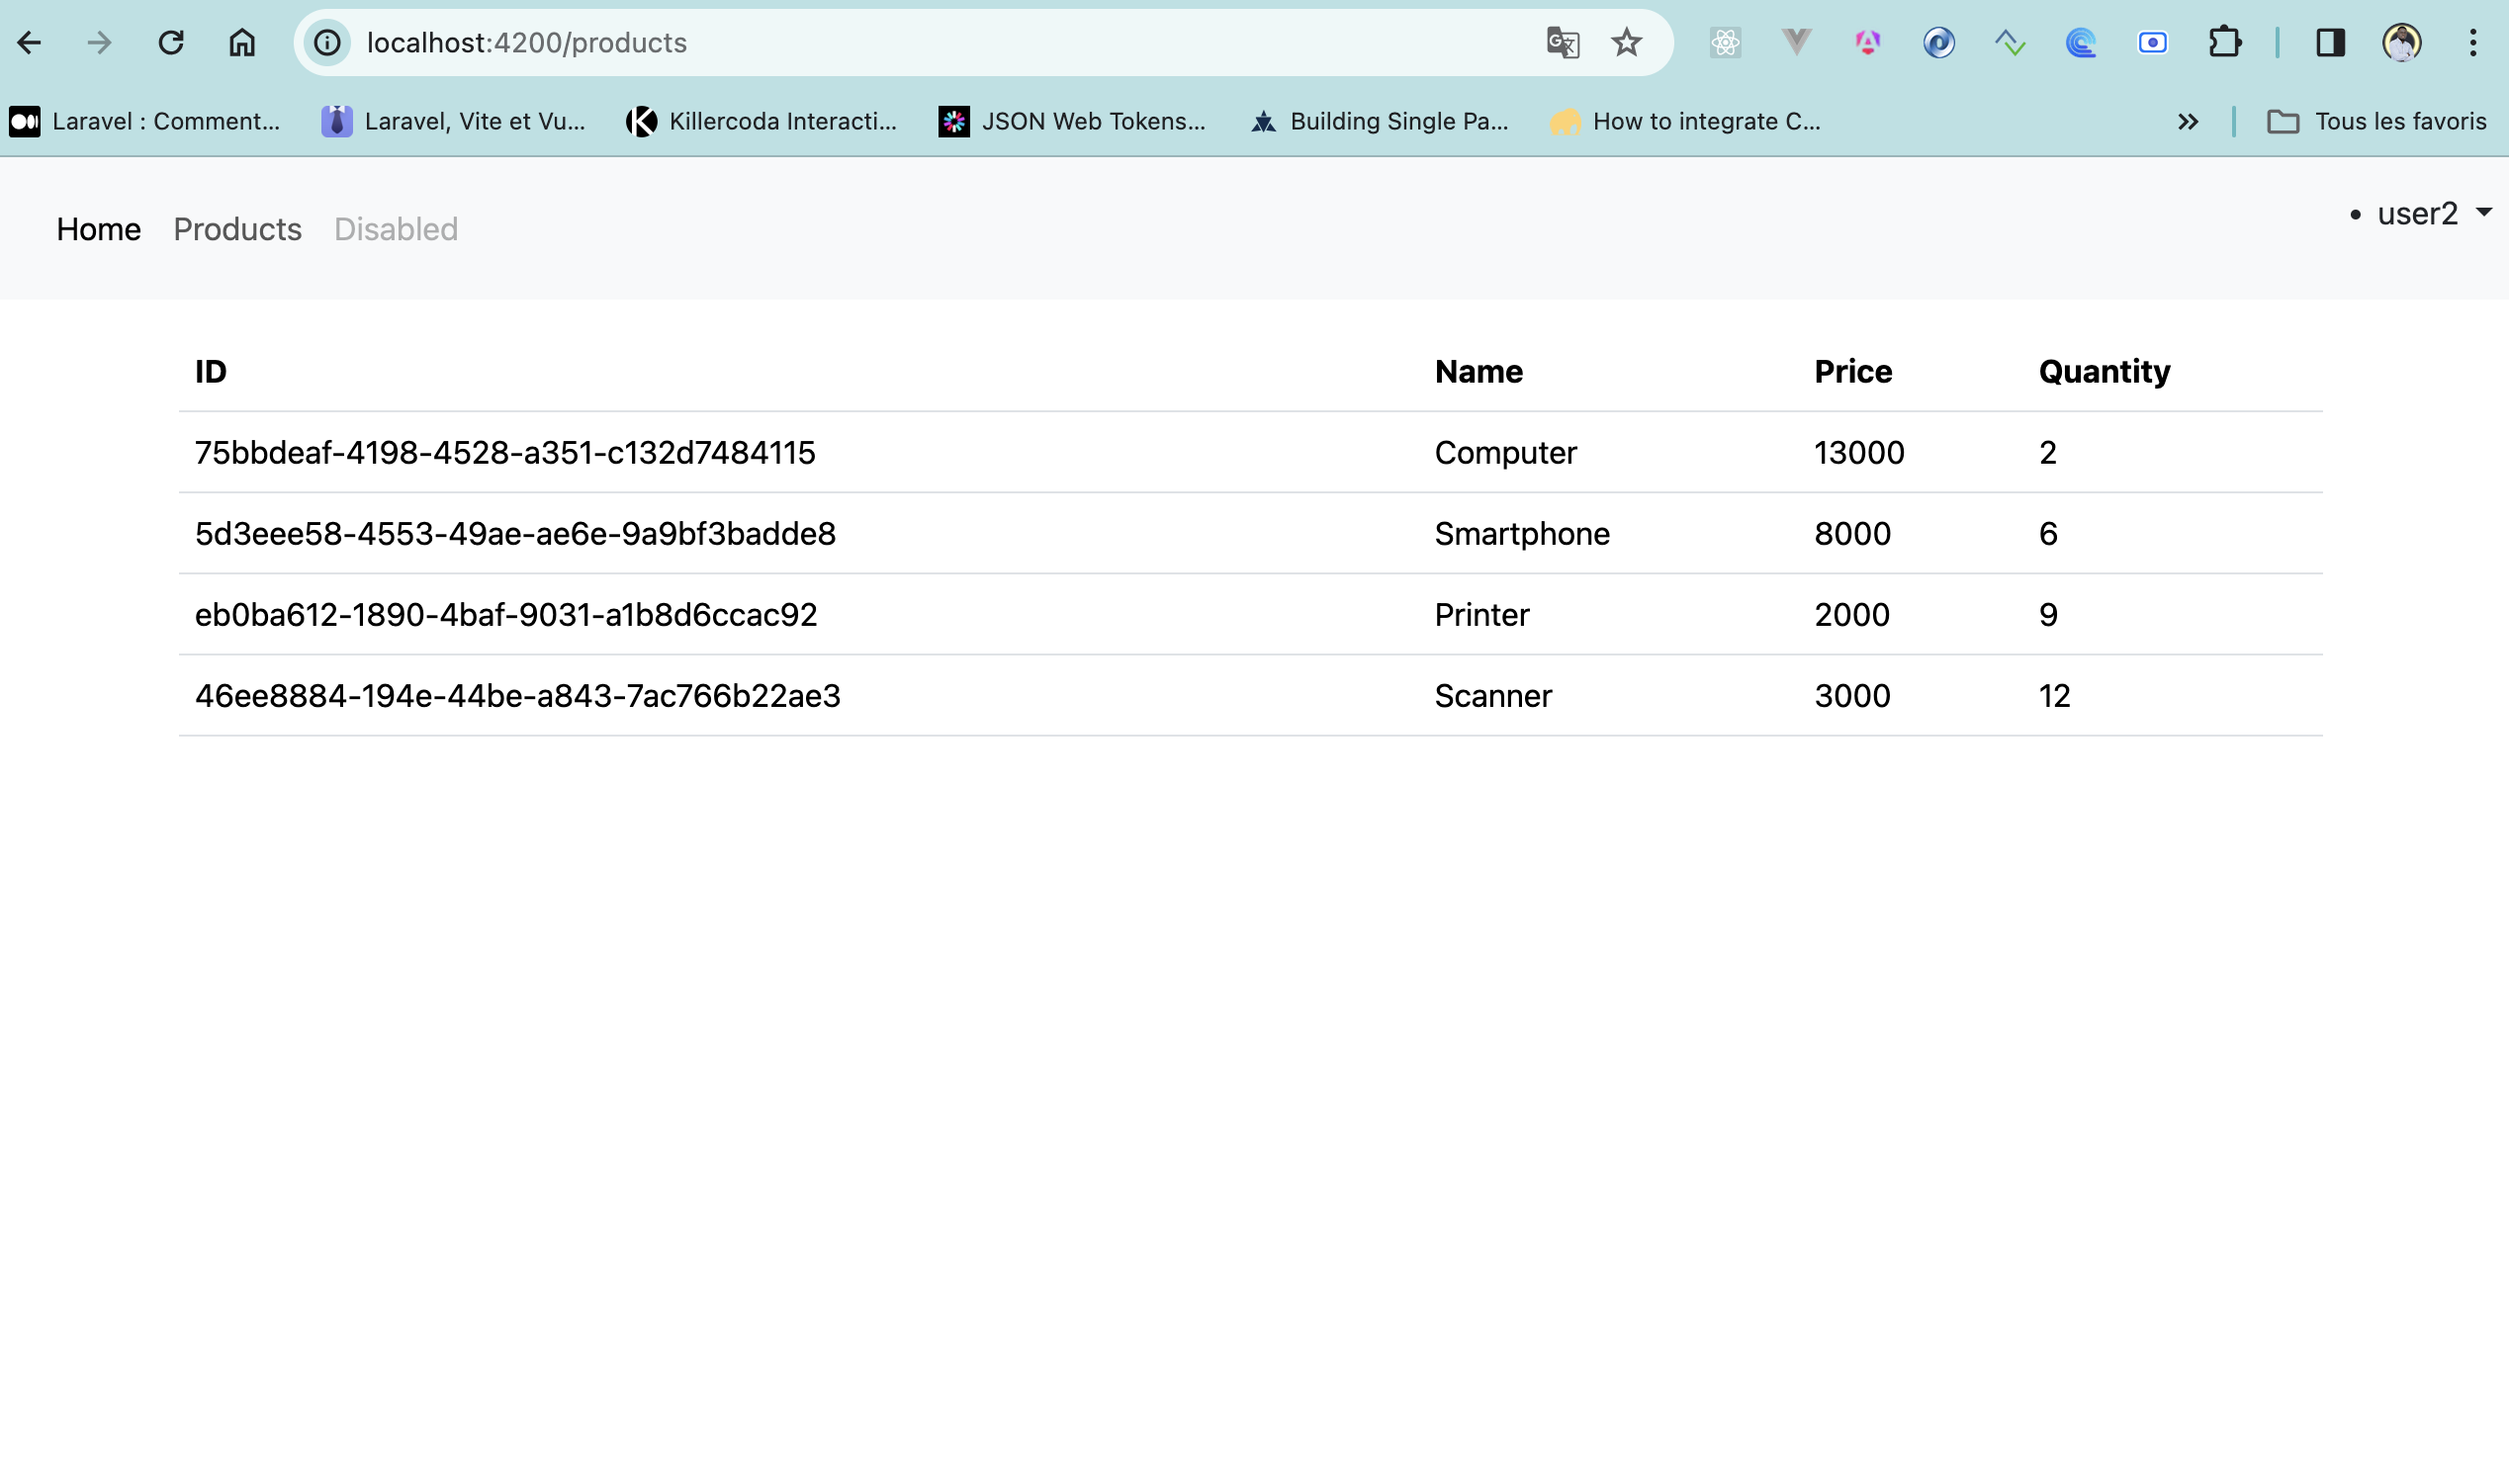 localhost:4200/products
Laravel : Comment... Laravel, Vite et Vu... Killercoda Interacti... JSON Web Tokens... Building Single Pa... How to integrate C... Tous les favoris
Home Products Disabled user2
ID Name Price Quantity
75bbdeaf-4198-4528-a351-c132d7484115 Computer 13000 2
5d3eee58-4553-49ae-ae6e-9a9bf3badde8 Smartphone 8000 6
eb0ba612-1890-4baf-9031-a1b8d6ccac92 Printer 2000 9
46ee8884-194e-44be-a843-7ac766b22ae3 Scanner 3000 12